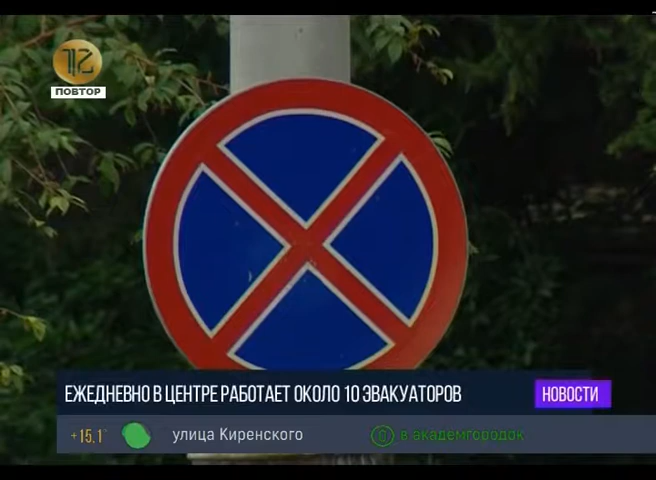 12
ПОВТОР
ЕЖЕДНЕВНО В ЦЕНТРЕ РАБОТАЕТ ОКОЛО 10 ЭВАКУАТОРОВ
НОВОСТИ
+15,1° улица Киренского в академгородок